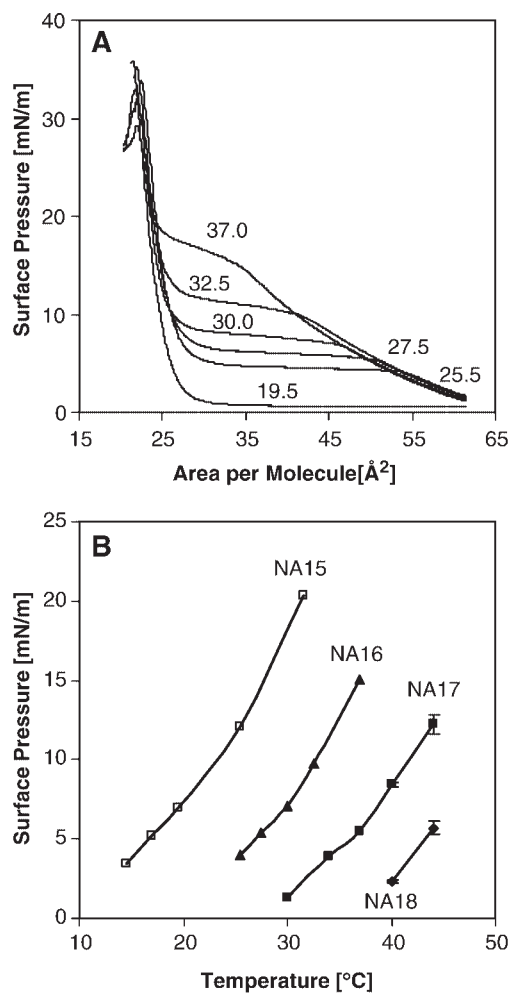 A
40
30
20
10
0
Surface Pressure [mN/m]
37.0
32.5
30.0
27.5
25.5
19.5
15 25 35 45 55 65
Area per Molecule[Å²]
B
25
20
15
10
5
0
Surface Pressure [mN/m]
NA15
NA16
NA17
NA18
10 20 30 40 50
Temperature [°C]